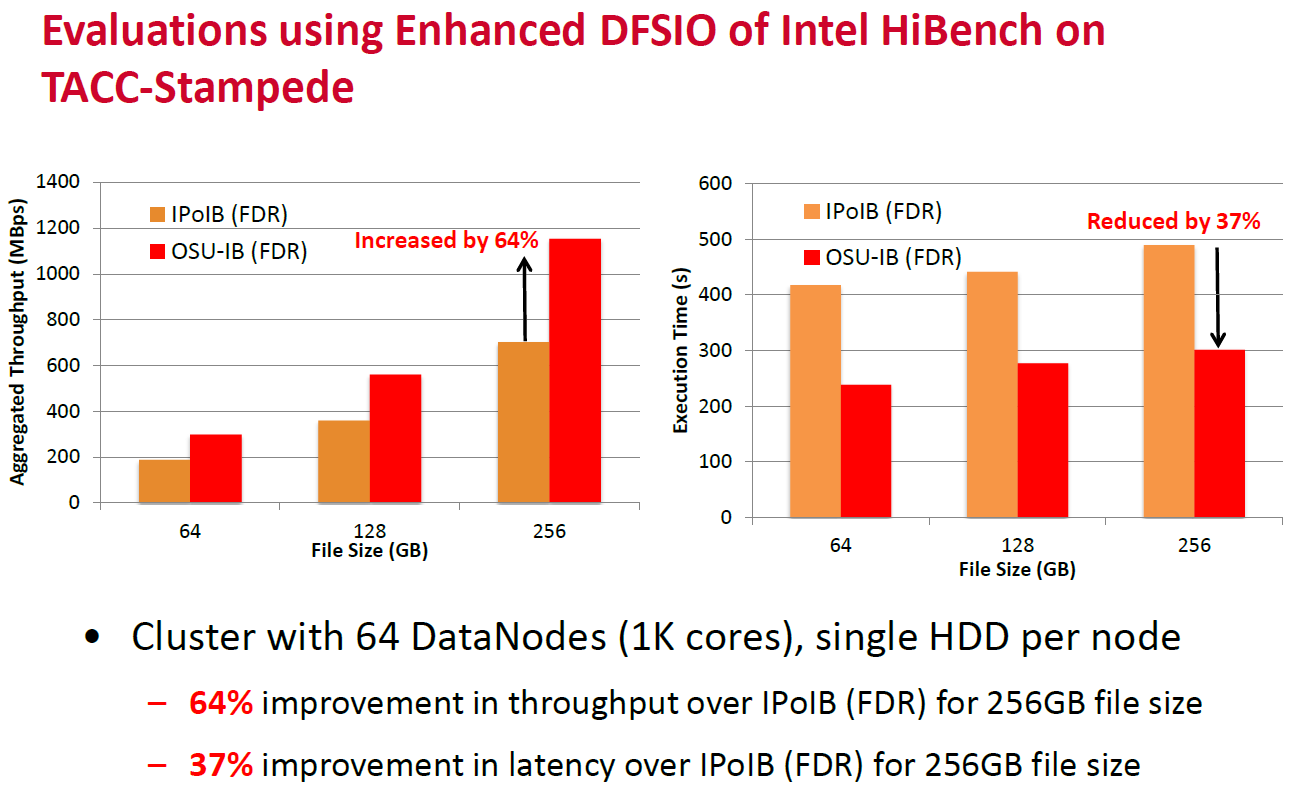 Evaluations using Enhanced DFSIO of Intel HiBench on
TACC-Stampede
Aggregated Throughput (MBps)
1400
1200
1000
800
600
400
200
0
IPoIB (FDR)
OSU-IB (FDR)
Increased by 64%
64
128
256
File Size (GB)
Execution Time (s)
600
500
400
300
200
100
0
IPoIB (FDR)
OSU-IB (FDR)
Reduced by 37%
64
128
256
File Size (GB)
• Cluster with 64 DataNodes (1K cores), single HDD per node
– 64% improvement in throughput over IPoIB (FDR) for 256GB file size
– 37% improvement in latency over IPoIB (FDR) for 256GB file size